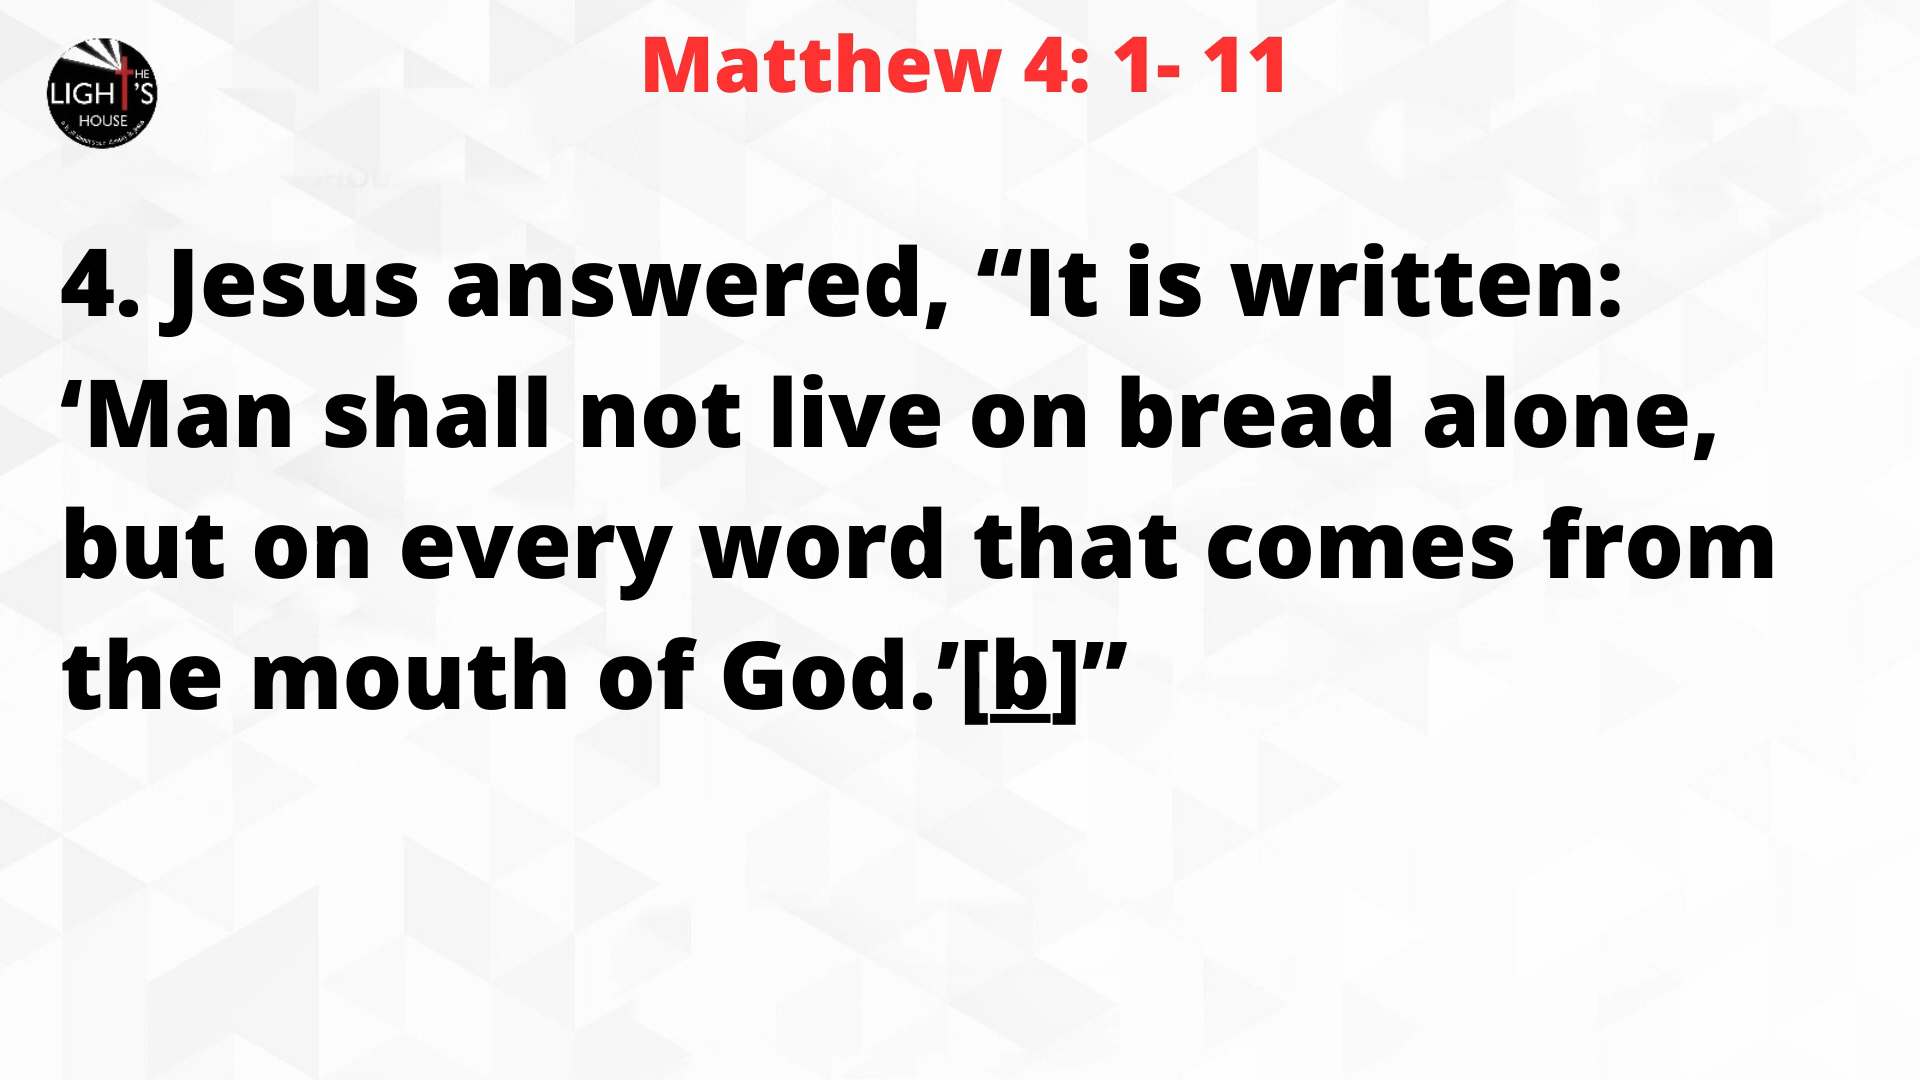 THE
LIGHT'S
HOUSE
Matthew 4: 1- 11
4. Jesus answered, “It is written:
‘Man shall not live on bread alone,
but on every word that comes from
the mouth of God.’[b]”